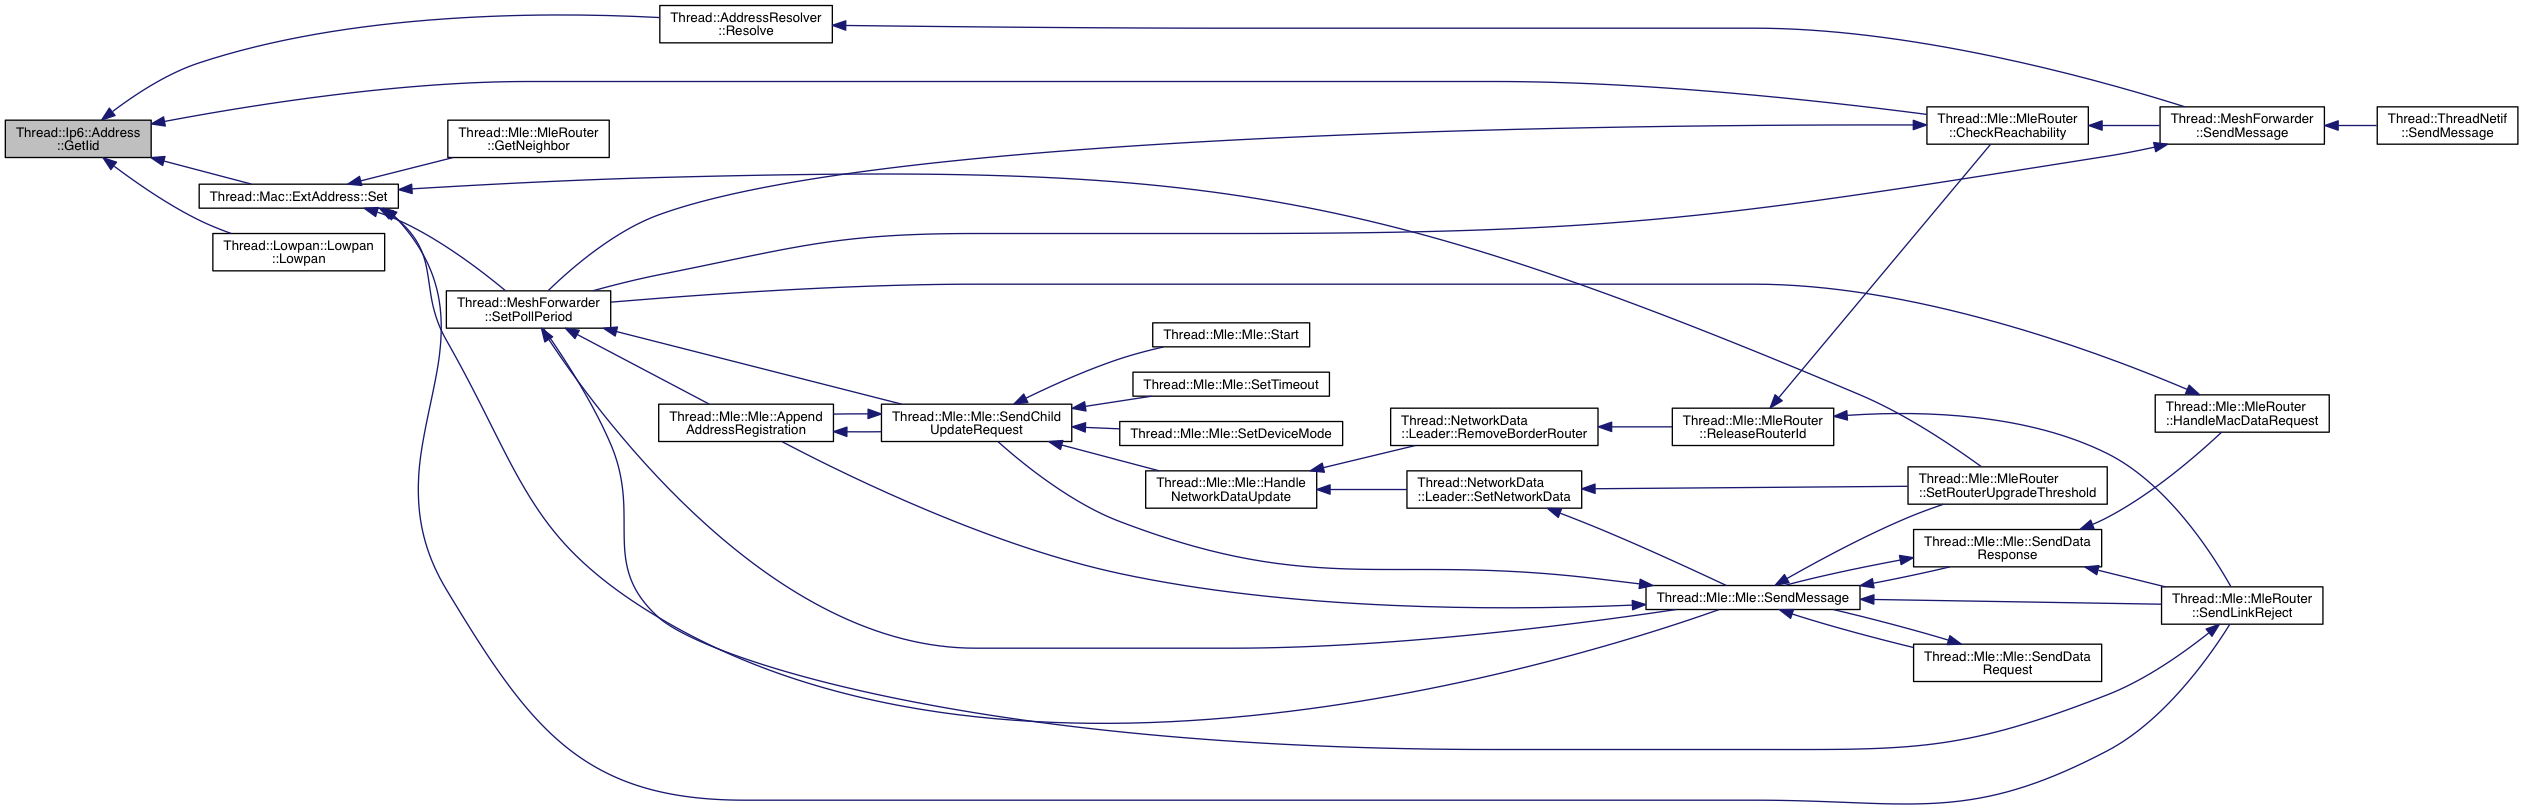 Thread::AddressResolver
::Resolve
Thread::Ip6::Address
::GetIid
Thread::Mle::MleRouter
::GetNeighbor
Thread::Mle::MleRouter
::CheckReachability
Thread::MeshForwarder
::SendMessage
Thread::ThreadNetif
::SendMessage
Thread::Mac::ExtAddress::Set
Thread::Lowpan::Lowpan
::Lowpan
Thread::MeshForwarder
::SetPollPeriod
Thread::Mle::Mle::Start
Thread::Mle::Mle::SetTimeout
Thread::Mle::Mle::Append
AddressRegistration
Thread::Mle::Mle::SendChild
UpdateRequest
Thread::Mle::Mle::SetDeviceMode
Thread::NetworkData
::Leader::RemoveBorderRouter
Thread::Mle::MleRouter
::ReleaseRouterId
Thread::Mle::MleRouter
::HandleMacDataRequest
Thread::Mle::Mle::Handle
NetworkDataUpdate
Thread::NetworkData
::Leader::SetNetworkData
Thread::Mle::MleRouter
::SetRouterUpgradeThreshold
Thread::Mle::Mle::SendData
Response
Thread::Mle::Mle::SendMessage
Thread::Mle::MleRouter
::SendLinkReject
Thread::Mle::Mle::SendData
Request